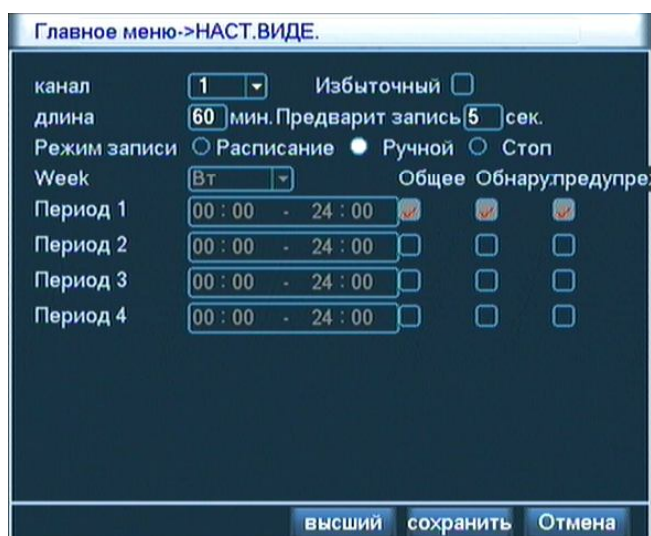 Главное меню->НАСТ.ВИДЕ.
канал 1 Избыточный
длина 60 мин. Предварит запись 5 сек.
Режим записи Расписание Ручной Стоп
Week Вт Общее Обнару.предупре
Период 1 00:00 - 24:00
Период 2 00:00 - 24:00
Период 3 00:00 - 24:00
Период 4 00:00 - 24:00
высший сохранить Отмена